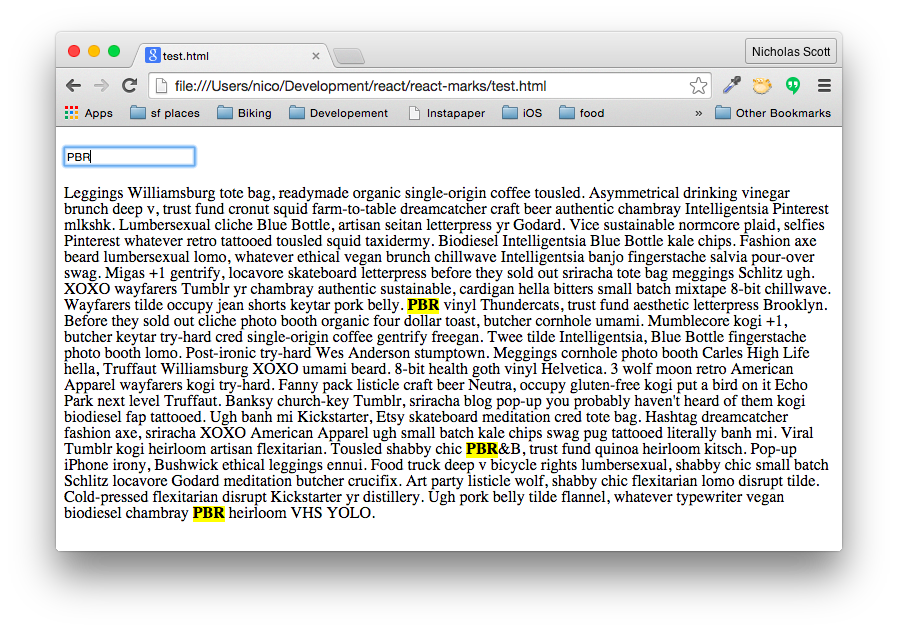 test.html
Nicholas Scott
file:///Users/nico/Development/react/react-marks/test.html
Apps sf places Biking Developement Instapaper iOS food » Other Bookmarks
PBR
Leggings Williamsburg tote bag, readymade organic single-origin coffee tousled. Asymmetrical drinking vinegar
brunch deep v, trust fund cronut squid farm-to-table dreamcatcher craft beer authentic chambray Intelligentsia Pinterest
mlkshk. Lumbersexual cliche Blue Bottle, artisan seitan letterpress yr Godard. Vice sustainable normcore plaid, selfies
Pinterest whatever retro tattooed tousled squid taxidermy. Biodiesel Intelligentsia Blue Bottle kale chips. Fashion axe
beard lumbersexual lomo, whatever ethical vegan brunch chillwave Intelligentsia banjo fingerstache salvia pour-over
swag. Migas +1 gentrify, locavore skateboard letterpress before they sold out sriracha tote bag meggings Schlitz ugh.
XOXO wayfarers Tumblr yr chambray authentic sustainable, cardigan hella bitters small batch mixtape 8-bit chillwave.
Wayfarers tilde occupy jean shorts keytar pork belly. PBR vinyl Thundercats, trust fund aesthetic letterpress Brooklyn.
Before they sold out cliche photo booth organic four dollar toast, butcher cornhole umami. Mumblecore kogi +1,
butcher keytar try-hard cred single-origin coffee gentrify freegan. Twee tilde Intelligentsia, Blue Bottle fingerstache
photo booth lomo. Post-ironic try-hard Wes Anderson stumptown. Meggings cornhole photo booth Carles High Life
hella, Truffaut Williamsburg XOXO umami beard. 8-bit health goth vinyl Helvetica. 3 wolf moon retro American
Apparel wayfarers kogi try-hard. Fanny pack listicle craft beer Neutra, occupy gluten-free kogi put a bird on it Echo
Park next level Truffaut. Banksy church-key Tumblr, sriracha blog pop-up you probably haven't heard of them kogi
biodiesel fap tattooed. Ugh banh mi Kickstarter, Etsy skateboard meditation cred tote bag. Hashtag dreamcatcher
fashion axe, sriracha XOXO American Apparel ugh small batch kale chips swag pug tattooed literally banh mi. Viral
Tumblr kogi heirloom artisan flexitarian. Tousled shabby chic PBR&B, trust fund quinoa heirloom kitsch. Pop-up
iPhone irony, Bushwick ethical leggings ennui. Food truck deep v bicycle rights lumbersexual, shabby chic small batch
Schlitz locavore Godard meditation butcher crucifix. Art party listicle wolf, shabby chic flexitarian lomo disrupt tilde.
Cold-pressed flexitarian disrupt Kickstarter yr distillery. Ugh pork belly tilde flannel, whatever typewriter vegan
biodiesel chambray PBR heirloom VHS YOLO.